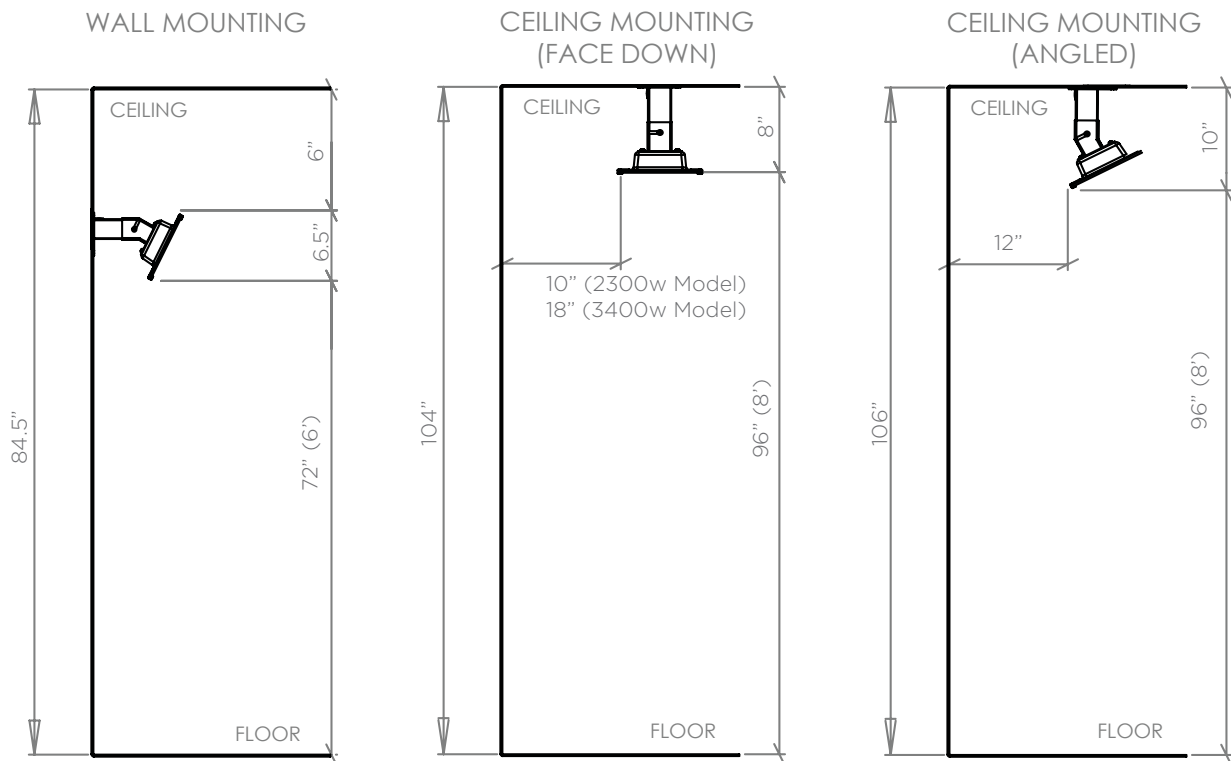 WALL MOUNTING
CEILING
6”
6.5”
72” (6’)
84.5”
FLOOR
CEILING MOUNTING
(FACE DOWN)
CEILING
8”
10” (2300w Model)
18” (3400w Model)
104”
96” (8’)
FLOOR
CEILING MOUNTING
(ANGLED)
CEILING
10”
12”
106”
96” (8’)
FLOOR